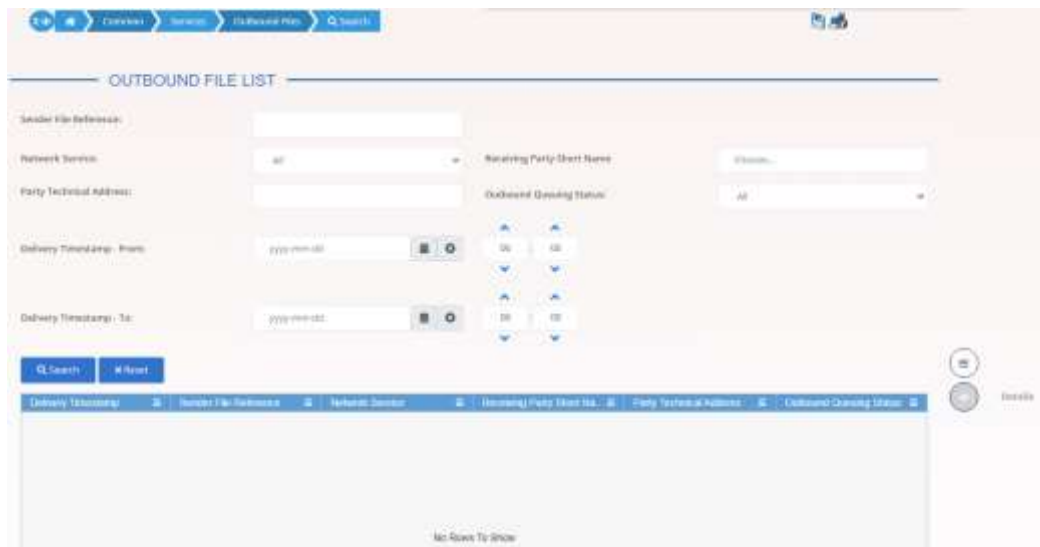 Common Services Outbound Files Search
OUTBOUND FILE LIST
Sender File Reference:
Network Service: All Receiving Party Short Name Choose...
Party Technical Address: Outbound Queuing Status: All
Delivery Timestamp - From: yyyy-mm-dd 00 : 00
Delivery Timestamp - To: yyyy-mm-dd 00 : 00
Search Reset
Delivery Timestamp Sender File Reference Network Service Receiving Party Short Na... Party Technical Address Outbound Queuing Status
Details
No Rows To Show